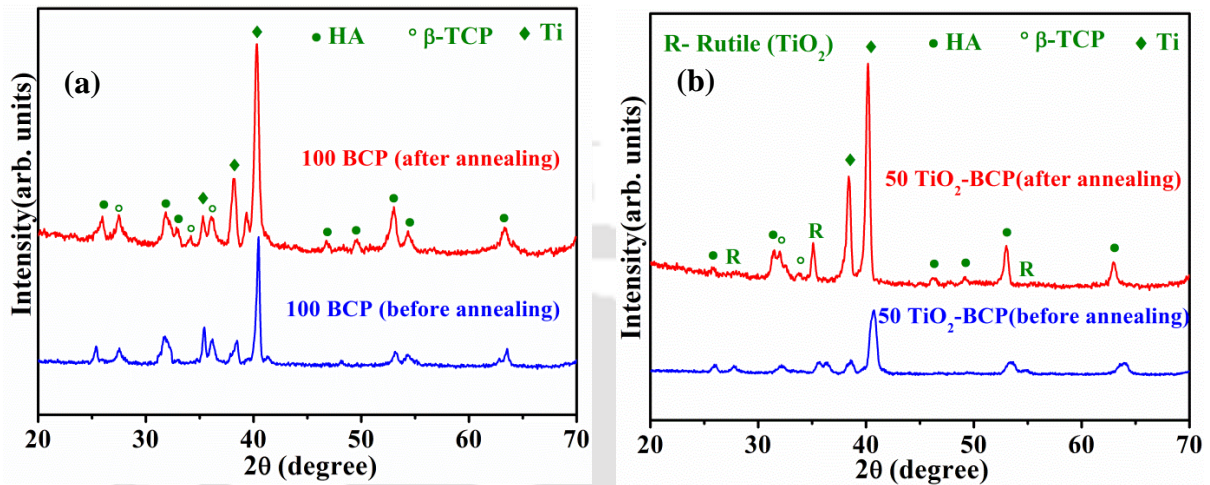 (a)
● HA ○ β-TCP ◆ Ti
100 BCP (after annealing)
100 BCP (before annealing)
Intensity(arb. units)
20 30 40 50 60 70
2θ (degree)
(b)
R- Rutile (TiO₂) ● HA ○ β-TCP ◆ Ti
50 TiO₂-BCP(after annealing)
R R R
50 TiO₂-BCP(before annealing)
Intensity(arb. units)
20 30 40 50 60 70
2θ (degree)